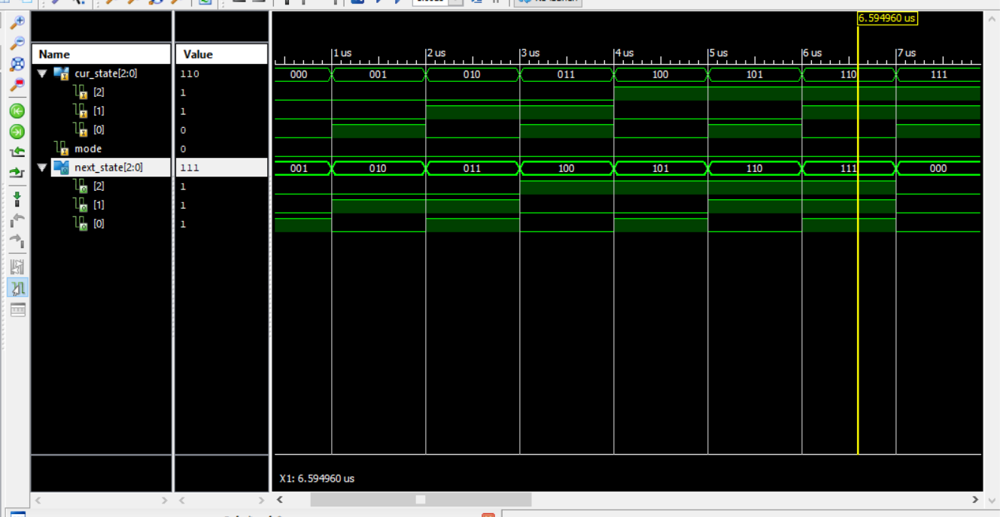 6.594960 us
Name Value
1 us 2 us 3 us 4 us 5 us 6 us 7 us
cur_state[2:0] 110 000 001 010 011 100 101 110 111
[2] 1
[1] 1
[0] 0
mode 0
next_state[2:0] 111 001 010 011 100 101 110 111 000
[2] 1
[1] 1
[0] 1
X1: 6.594960 us